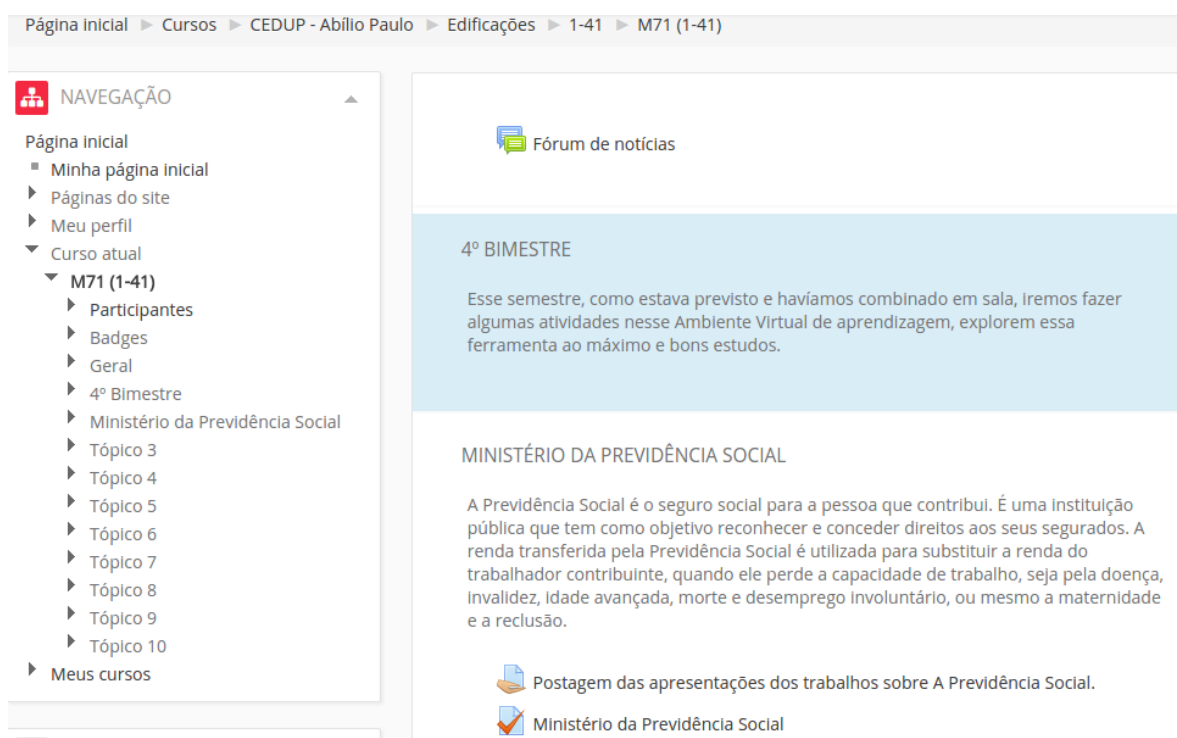 Página inicial ▶ Cursos ▶ CEDUP - Abílio Paulo ▶ Edificações ▶ 1-41 ▶ M71 (1-41)
NAVEGAÇÃO
Página inicial
Minha página inicial
Páginas do site
Meu perfil
Curso atual
M71 (1-41)
Participantes
Badges
Geral
4º Bimestre
Ministério da Previdência Social
Tópico 3
Tópico 4
Tópico 5
Tópico 6
Tópico 7
Tópico 8
Tópico 9
Tópico 10
Meus cursos
Fórum de notícias
4º BIMESTRE
Esse semestre, como estava previsto e havíamos combinado em sala, iremos fazer
algumas atividades nesse Ambiente Virtual de aprendizagem, explorem essa
ferramenta ao máximo e bons estudos.
MINISTÉRIO DA PREVIDÊNCIA SOCIAL
A Previdência Social é o seguro social para a pessoa que contribui. É uma instituição
pública que tem como objetivo reconhecer e conceder direitos aos seus segurados. A
renda transferida pela Previdência Social é utilizada para substituir a renda do
trabalhador contribuinte, quando ele perde a capacidade de trabalho, seja pela doença,
invalidez, idade avançada, morte e desemprego involuntário, ou mesmo a maternidade
e a reclusão.
Postagem das apresentações dos trabalhos sobre A Previdência Social.
Ministério da Previdência Social